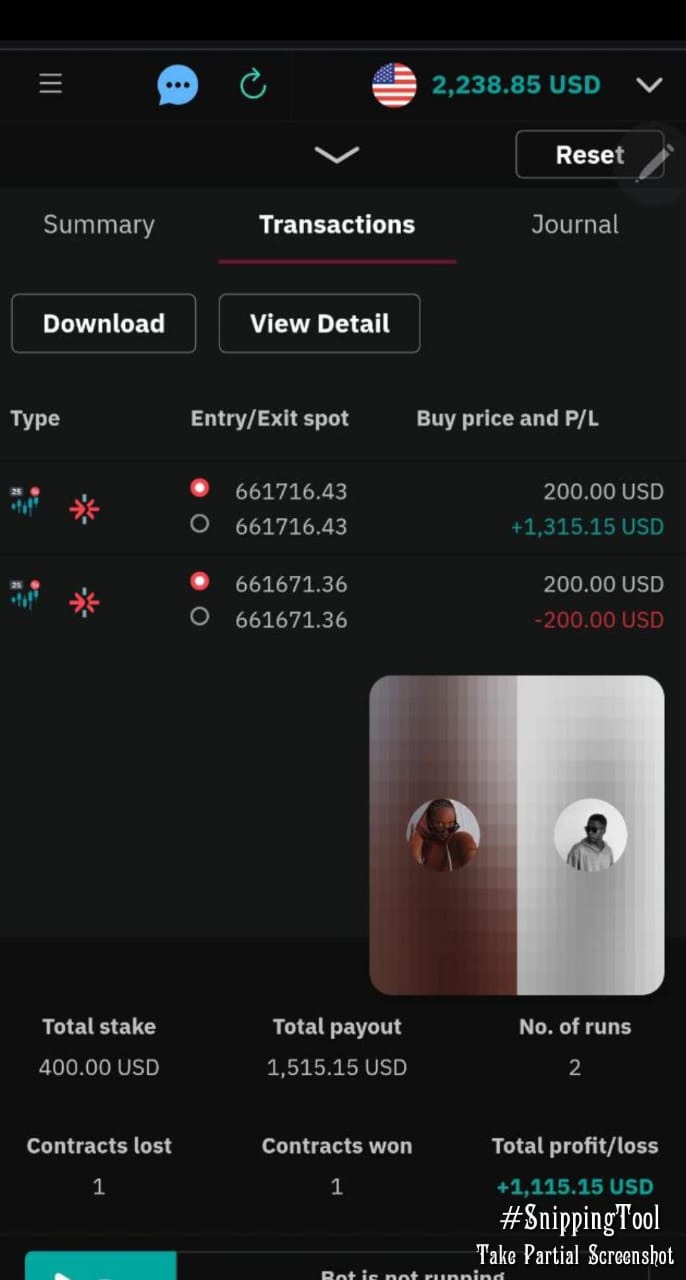 2,238.85 USD
Reset
Summary Transactions Journal
Download View Detail
Type Entry/Exit spot Buy price and P/L
25 1s 661716.43 200.00 USD
661716.43 +1,315.15 USD
25 1s 661671.36 200.00 USD
661671.36 -200.00 USD
Total stake Total payout No. of runs
400.00 USD 1,515.15 USD 2
Contracts lost Contracts won Total profit/loss
1 1 +1,115.15 USD
#SnippingTool
Take Partial Screenshot
Bot is not running